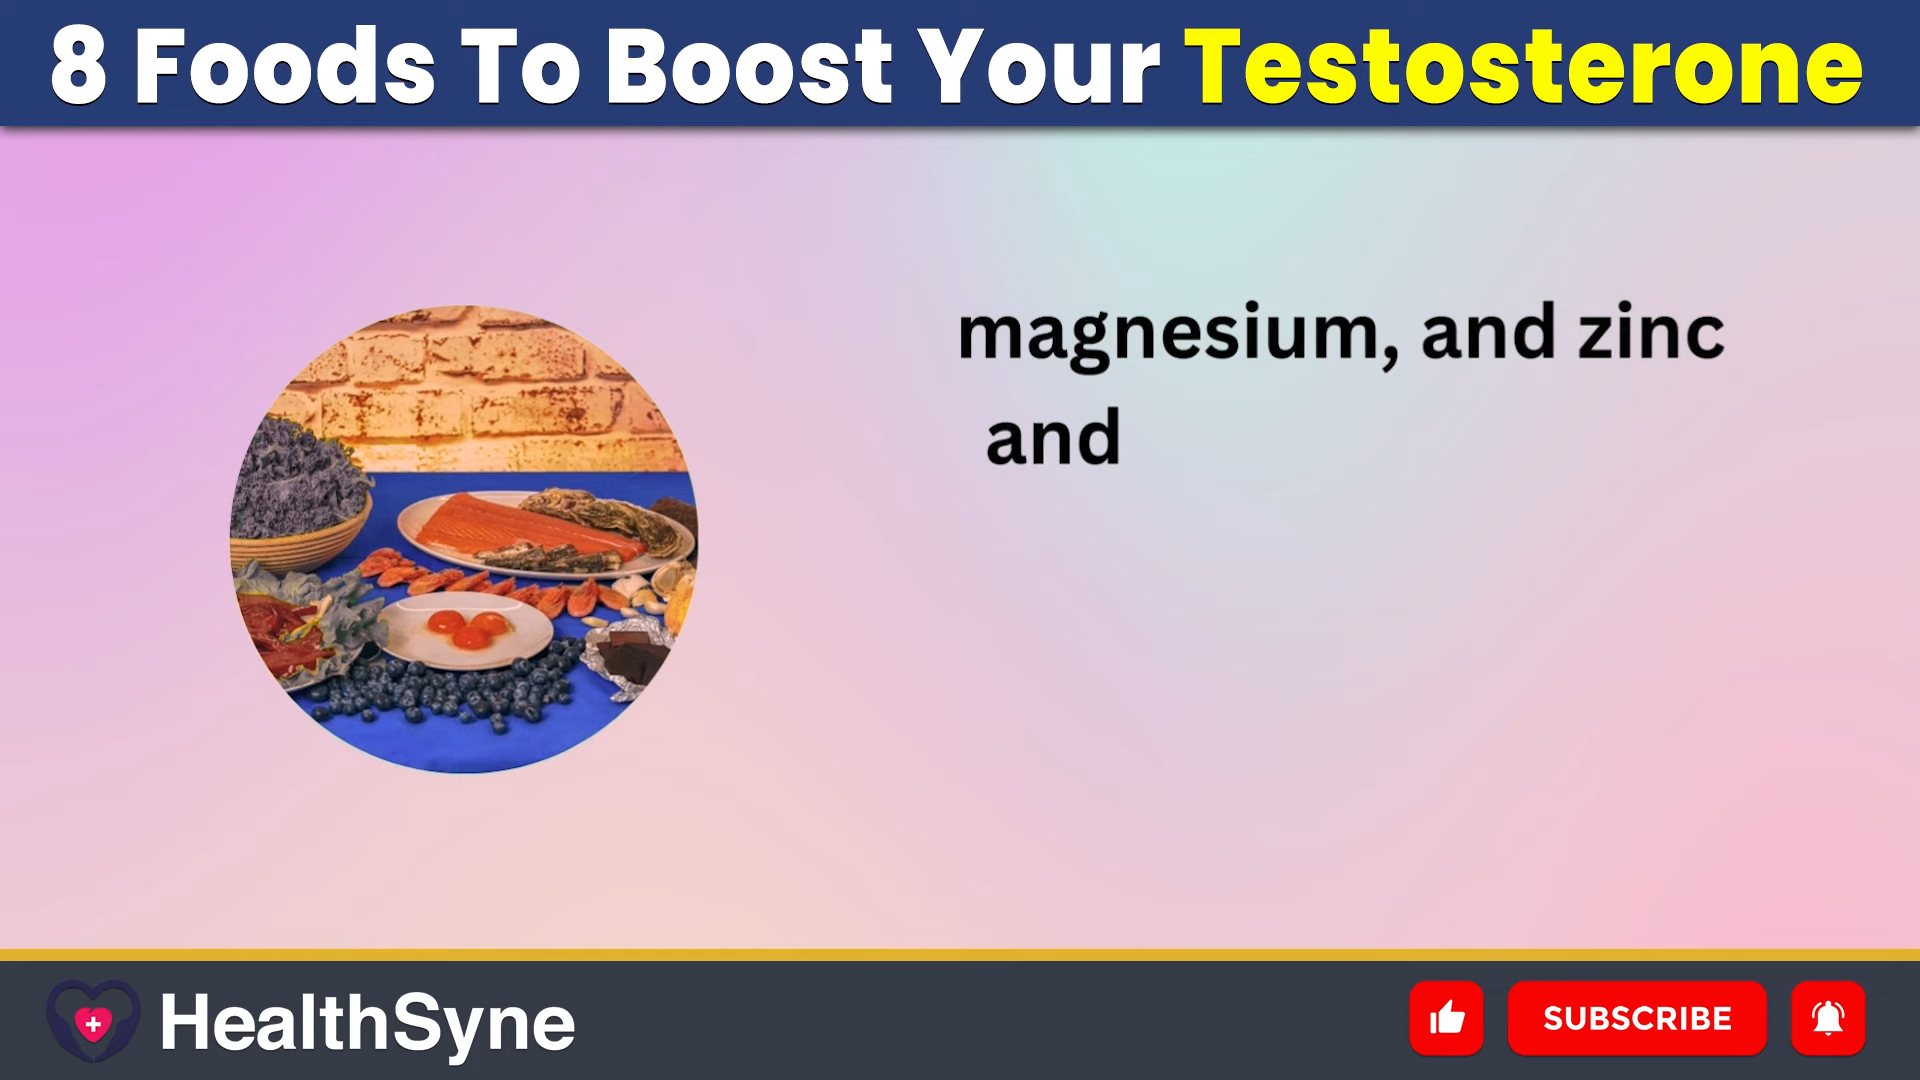 8 Foods To Boost Your Testosterone
magnesium, and zinc
and
HealthSyne
SUBSCRIBE